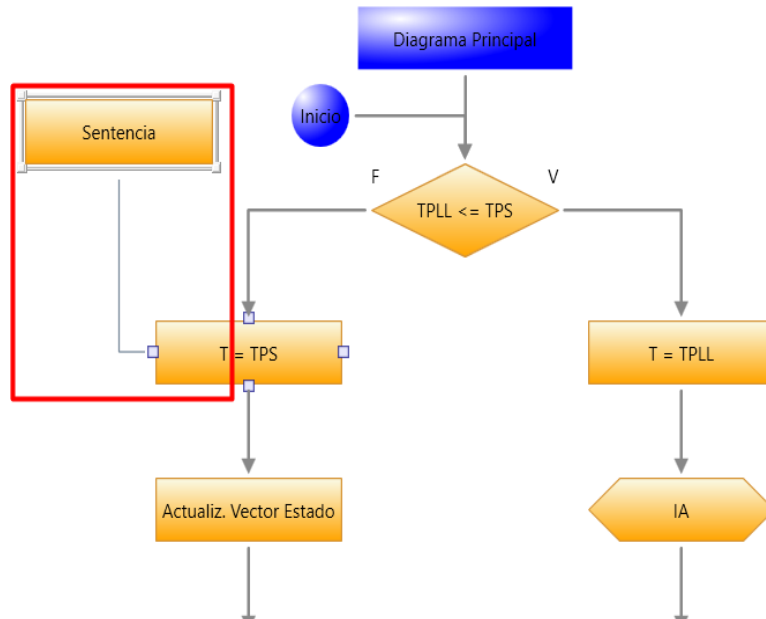 Diagrama Principal
Inicio
Sentencia
F
V
TPLL <= TPS
T = TPS
T = TPLL
Actualiz. Vector Estado
IA